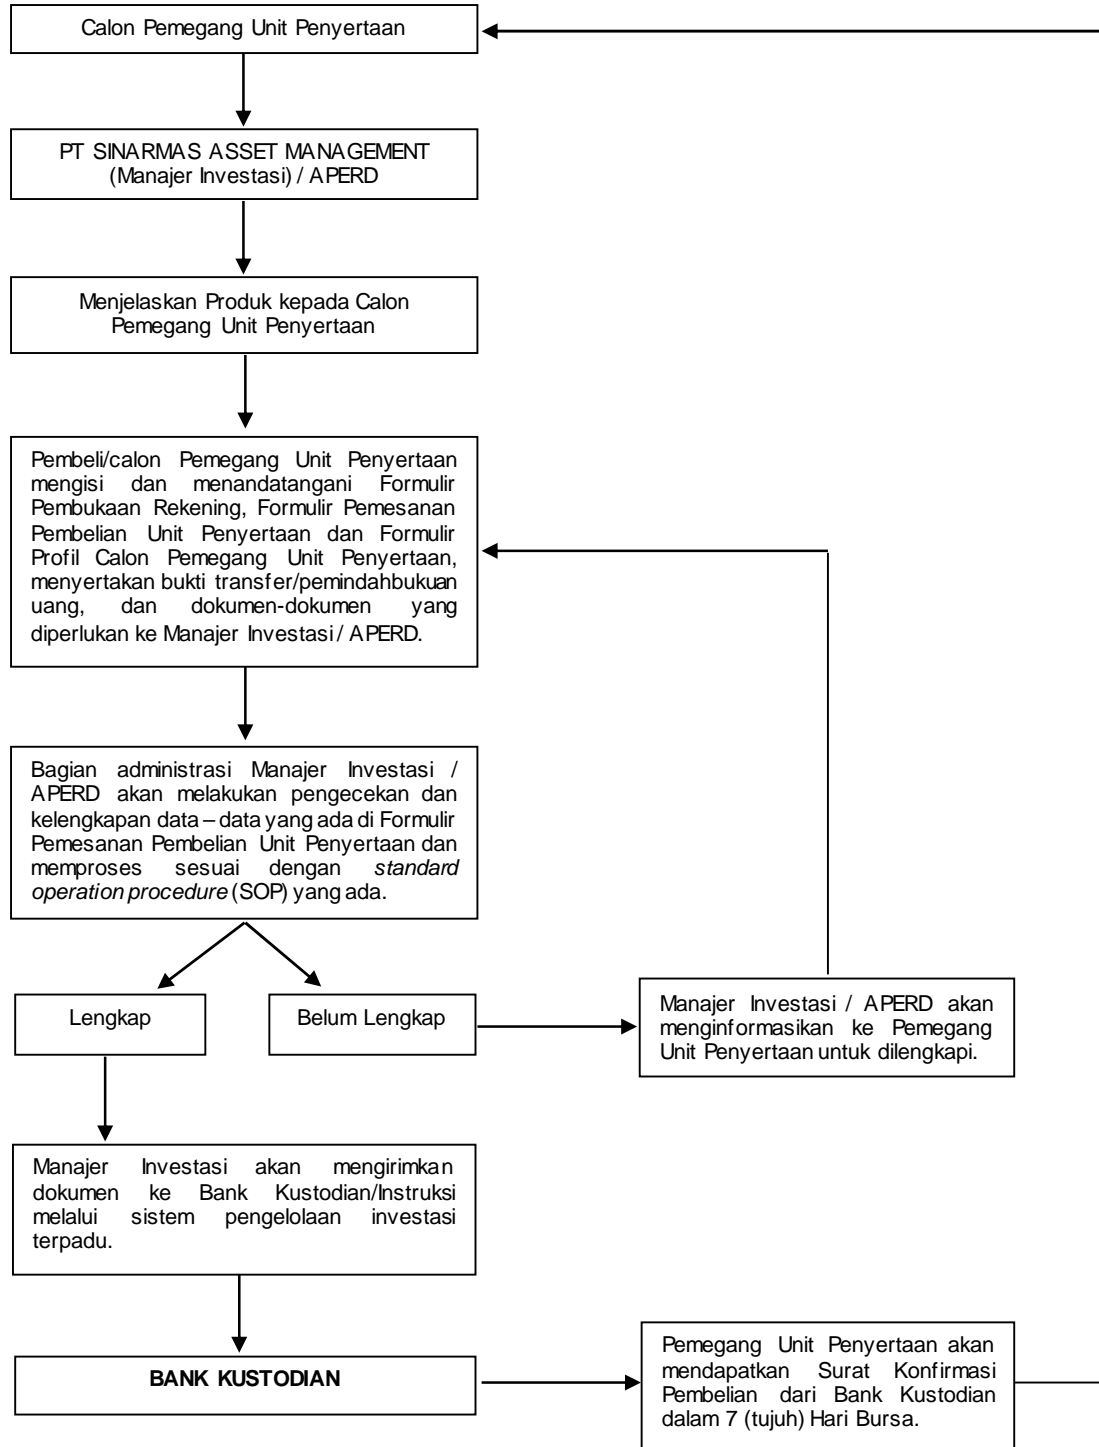 Calon Pemegang Unit Penyertaan
PT SINARMAS ASSET MANAGEMENT
(Manajer Investasi) / APERD
Menjelaskan Produk kepada Calon
Pemegang Unit Penyertaan
Pembeli/calon Pemegang Unit Penyertaan
mengisi dan menandatangani Formulir
Pembukaan Rekening, Formulir Pemesanan
Pembelian Unit Penyertaan dan Formulir
Profil Calon Pemegang Unit Penyertaan,
menyertakan bukti transfer/pemindahbukuan
uang, dan dokumen-dokumen yang
diperlukan ke Manajer Investasi / APERD.
Bagian administrasi Manajer Investasi /
APERD akan melakukan pengecekan dan
kelengkapan data – data yang ada di Formulir
Pemesanan Pembelian Unit Penyertaan dan
memproses sesuai dengan standard
operation procedure (SOP) yang ada.
Lengkap
Belum Lengkap
Manajer Investasi / APERD akan
menginformasikan ke Pemegang
Unit Penyertaan untuk dilengkapi.
Manajer Investasi akan mengirimkan
dokumen ke Bank Kustodian/Instruksi
melalui sistem pengelolaan investasi
terpadu.
BANK KUSTODIAN
Pemegang Unit Penyertaan akan
mendapatkan Surat Konfirmasi
Pembelian dari Bank Kustodian
dalam 7 (tujuh) Hari Bursa.